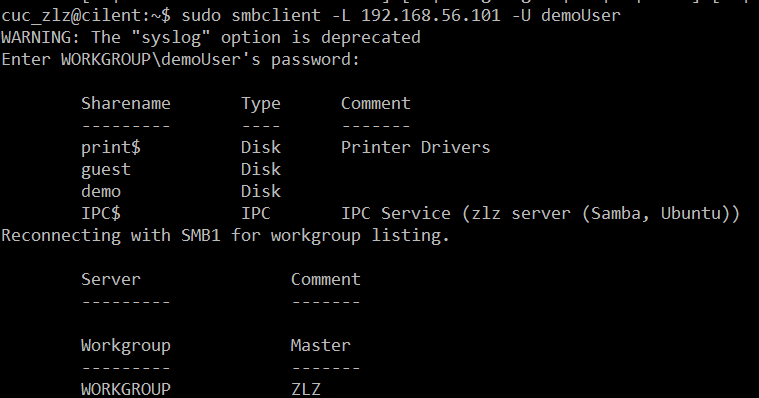 cuc_zlz@cilent:~$ sudo smbclient -L 192.168.56.101 -U demoUser
WARNING: The "syslog" option is deprecated
Enter WORKGROUP\demoUser's password:
Sharename Type Comment
--------- ---- -------
print$ Disk Printer Drivers
guest Disk
demo Disk
IPC$ IPC IPC Service (zlz server (Samba, Ubuntu))
Reconnecting with SMB1 for workgroup listing.
Server Comment
--------- -------
Workgroup Master
--------- -------
WORKGROUP ZLZ